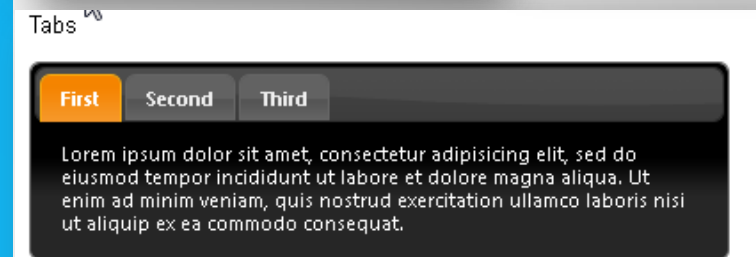 Tabs
First Second Third
Lorem ipsum dolor sit amet, consectetur adipisicing elit, sed do
eiusmod tempor incididunt ut labore et dolore magna aliqua. Ut
enim ad minim veniam, quis nostrud exercitation ullamco laboris nisi
ut aliquip ex ea commodo consequat.